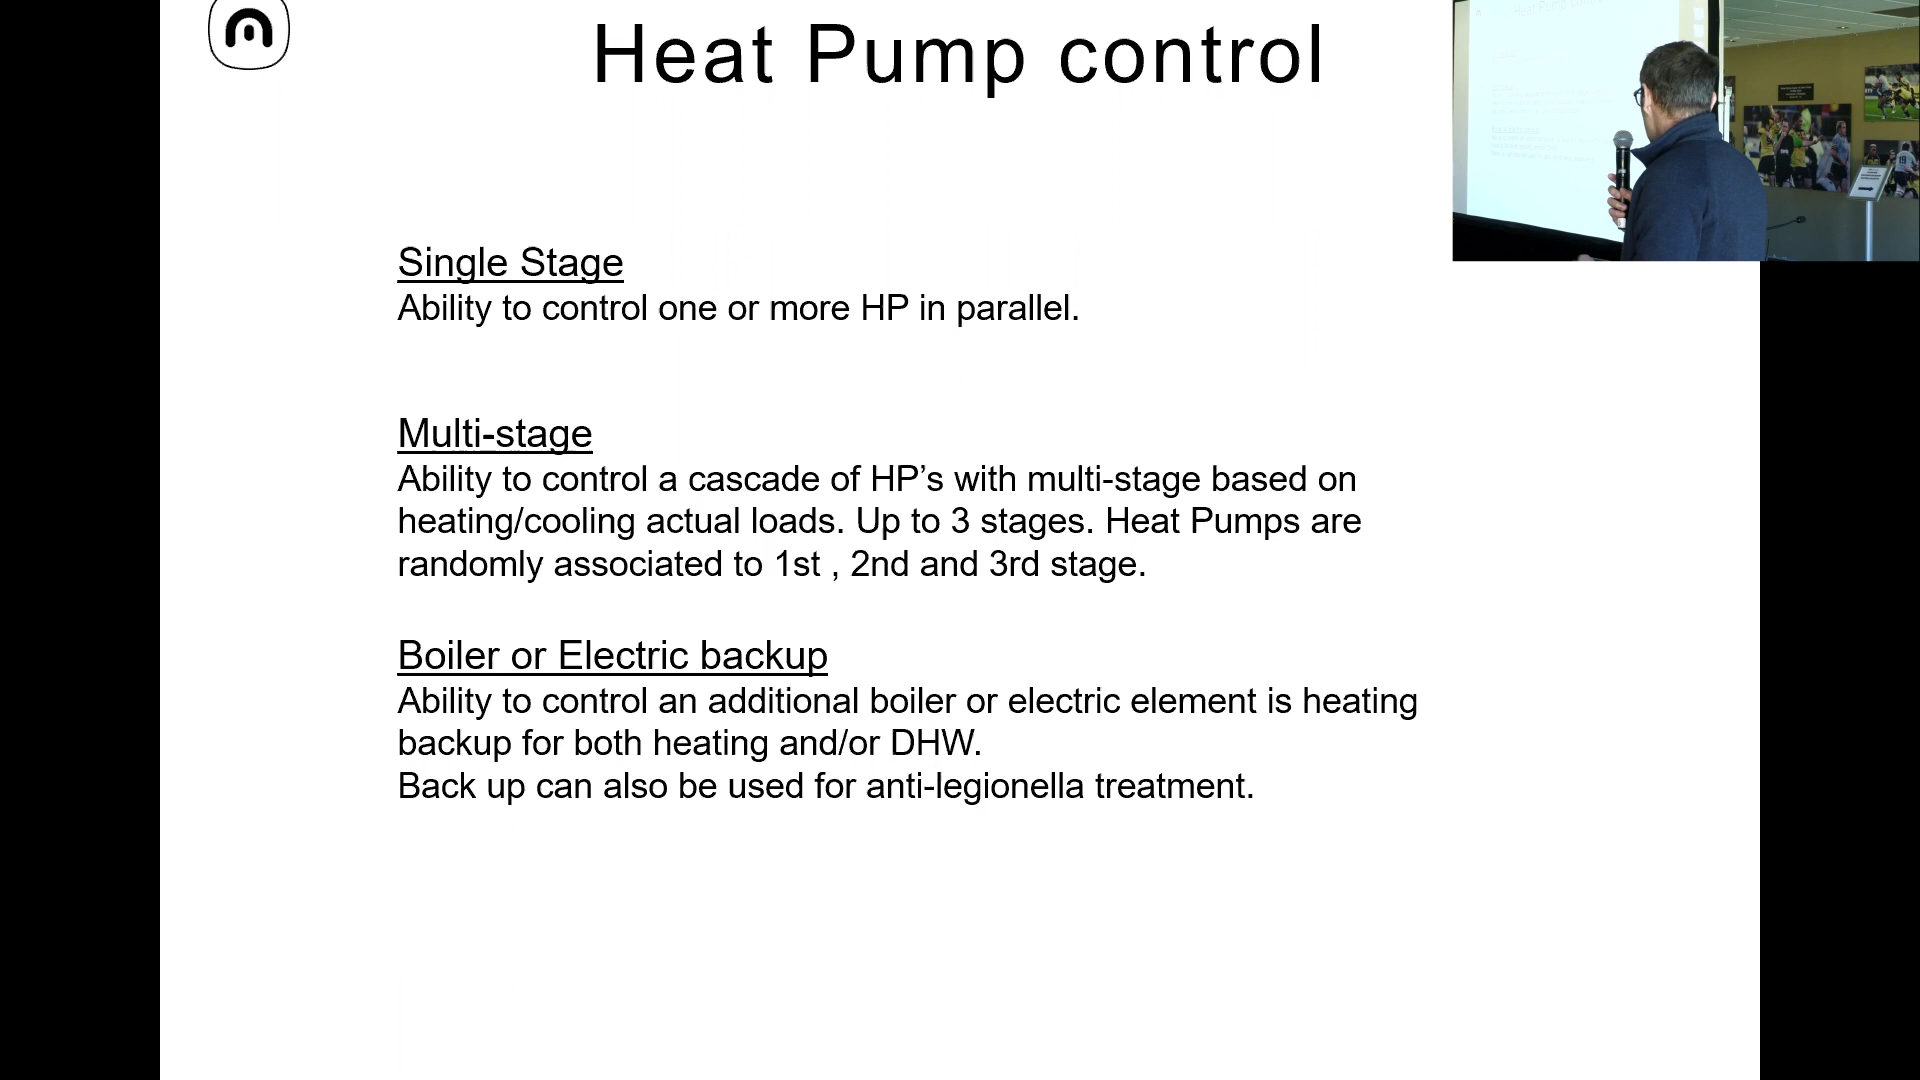 Heat Pump control
Single Stage
Ability to control one or more HP in parallel.
Multi-stage
Ability to control a cascade of HP’s with multi-stage based on
heating/cooling actual loads. Up to 3 stages. Heat Pumps are
randomly associated to 1st , 2nd and 3rd stage.
Boiler or Electric backup
Ability to control an additional boiler or electric element is heating
backup for both heating and/or DHW.
Back up can also be used for anti-legionella treatment.